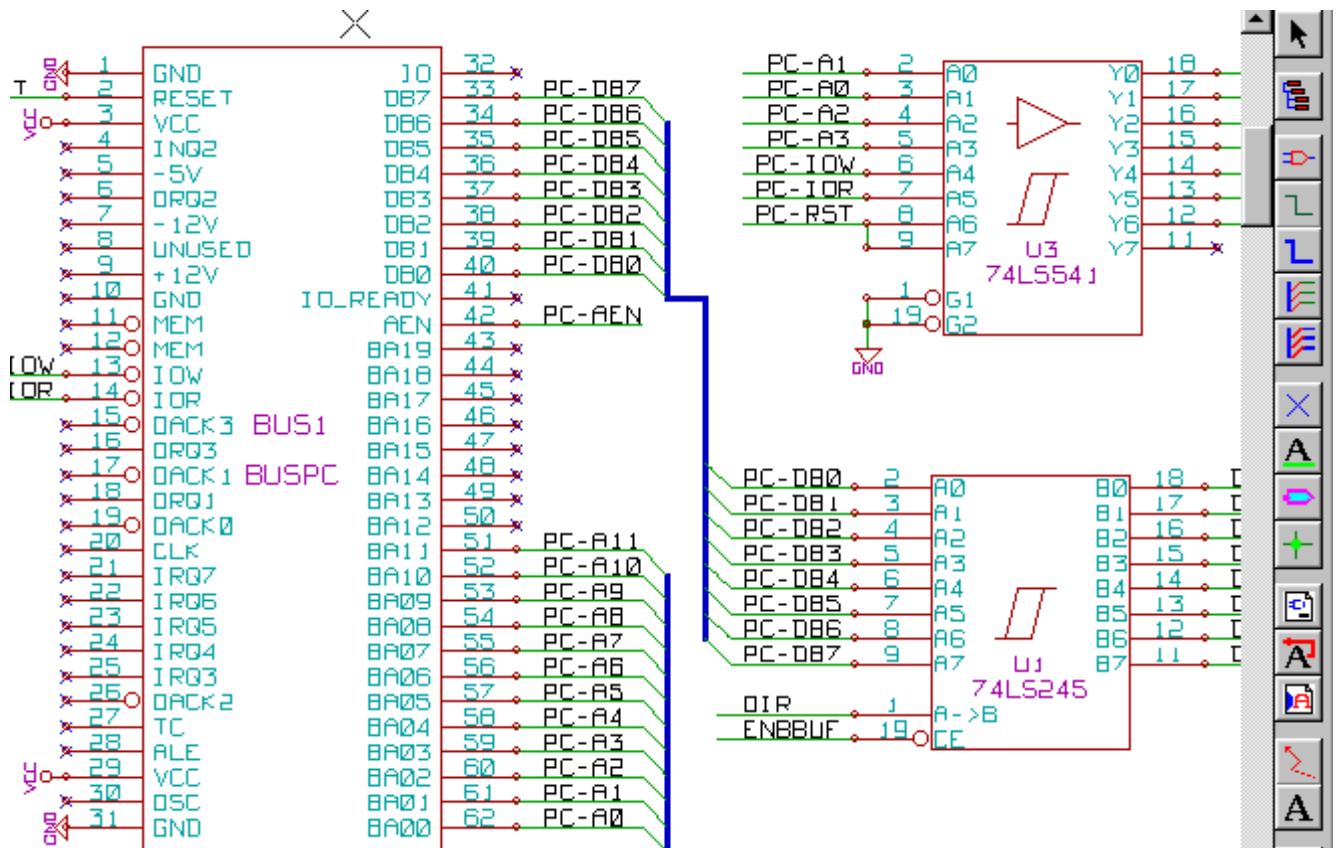 1 GND IO 32
T 2 RESET DB7 33 PC-DB7
VCC 3 VCC DB6 34 PC-DB6
4 INQ2 DB5 35 PC-DB5
5 -5V DB4 36 PC-DB4
6 DRQ2 DB3 37 PC-DB3
7 -12V DB2 38 PC-DB2
8 UNUSED DB1 39 PC-DB1
9 +12V DB0 40 PC-DB0
10 GND IO_READY 41
11 MEM AEN 42 PC-AEN
12 MEM BA19 43
IOW 13 IOW BA18 44
IOR 14 IOR BA17 45
15 DACK3 BUS1 BA16 46
16 DRQ3 BA15 47
17 DACK1 BUSPC BA14 48
18 DRQ1 BA13 49
19 DACK0 BA12 50
20 CLK BA11 51 PC-A11
21 IRQ7 BA10 52 PC-A10
22 IRQ6 BA09 53 PC-A9
23 IRQ5 BA08 54 PC-A8
24 IRQ4 BA07 55 PC-A7
25 IRQ3 BA06 56 PC-A6
26 DACK2 BA05 57 PC-A5
27 TC BA04 58 PC-A4
28 ALE BA03 59 PC-A3
VCC 29 VCC BA02 60 PC-A2
30 OSC BA01 61 PC-A1
GND 31 GND BA00 62 PC-A0
GND
PC-A1 2 A0 Y0 18
PC-A0 3 A1 Y1 17
PC-A2 4 A2 Y2 16
PC-A3 5 A3 Y3 15
PC-IOW 6 A4 Y4 14
PC-IOR 7 A5 Y5 13
PC-RST 8 A6 Y6 12
9 A7 Y7 11
U3
74LS541
1 G1
19 G2
GND
PC-DB0 2 A0 B0 18 D
PC-DB1 3 A1 B1 17 D
PC-DB2 4 A2 B2 16 D
PC-DB3 5 A3 B3 15 D
PC-DB4 6 A4 B4 14 D
PC-DB5 7 A5 B5 13 D
PC-DB6 8 A6 B6 12 D
PC-DB7 9 A7 B7 11 D
U1
74LS245
DIR 1 A->B
ENBBUF 19 CE
A
A
A
A